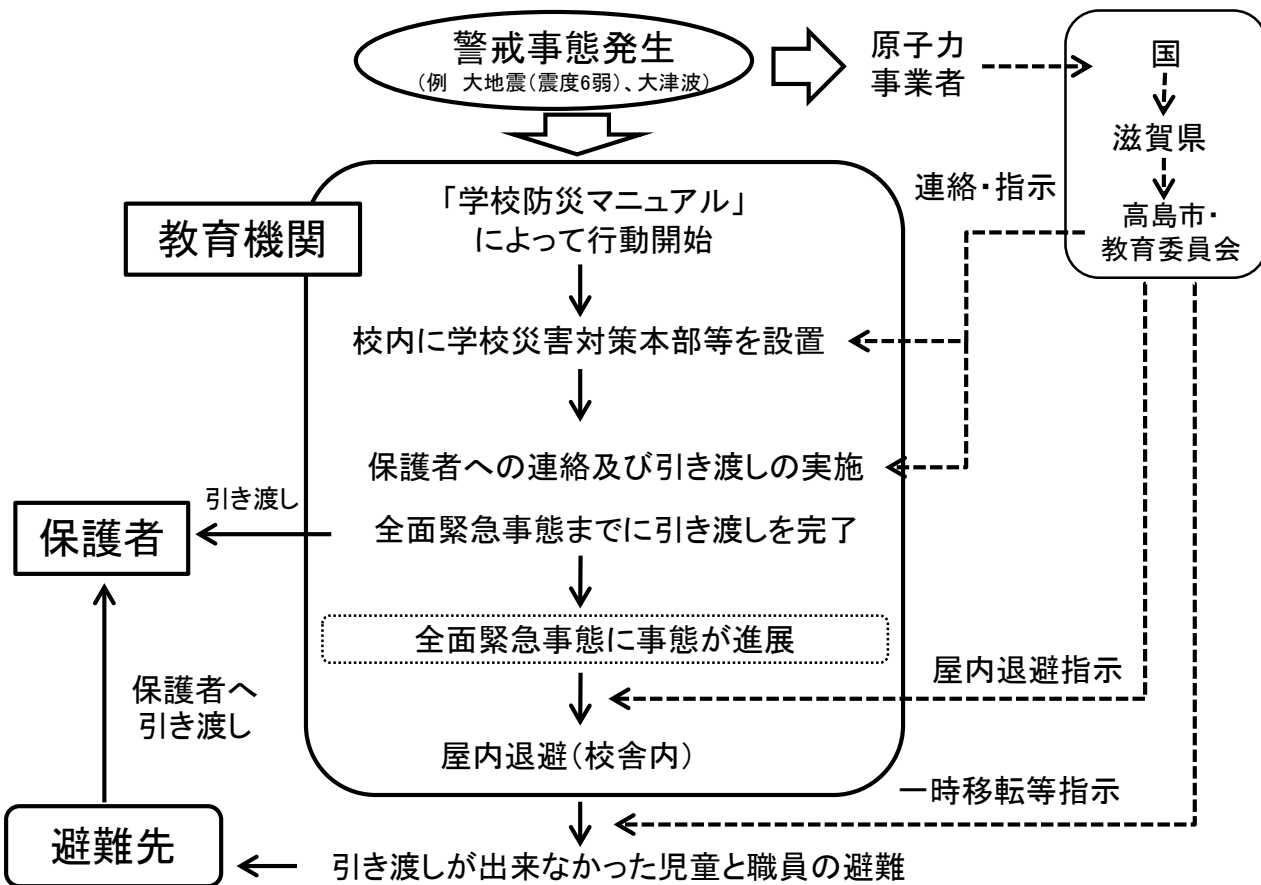 警戒事態発生
(例 大地震(震度6弱)、大津波)
原子力
事業者
国
滋賀県
高島市・
教育委員会
連絡・指示
教育機関
「学校防災マニュアル」
によって行動開始
校内に学校災害対策本部等を設置
保護者への連絡及び引き渡しの実施
引き渡し
保護者
全面緊急事態までに引き渡しを完了
全面緊急事態に事態が進展
屋内退避指示
保護者へ
引き渡し
屋内退避(校舎内)
一時移転等指示
避難先
引き渡しが出来なかった児童と職員の避難